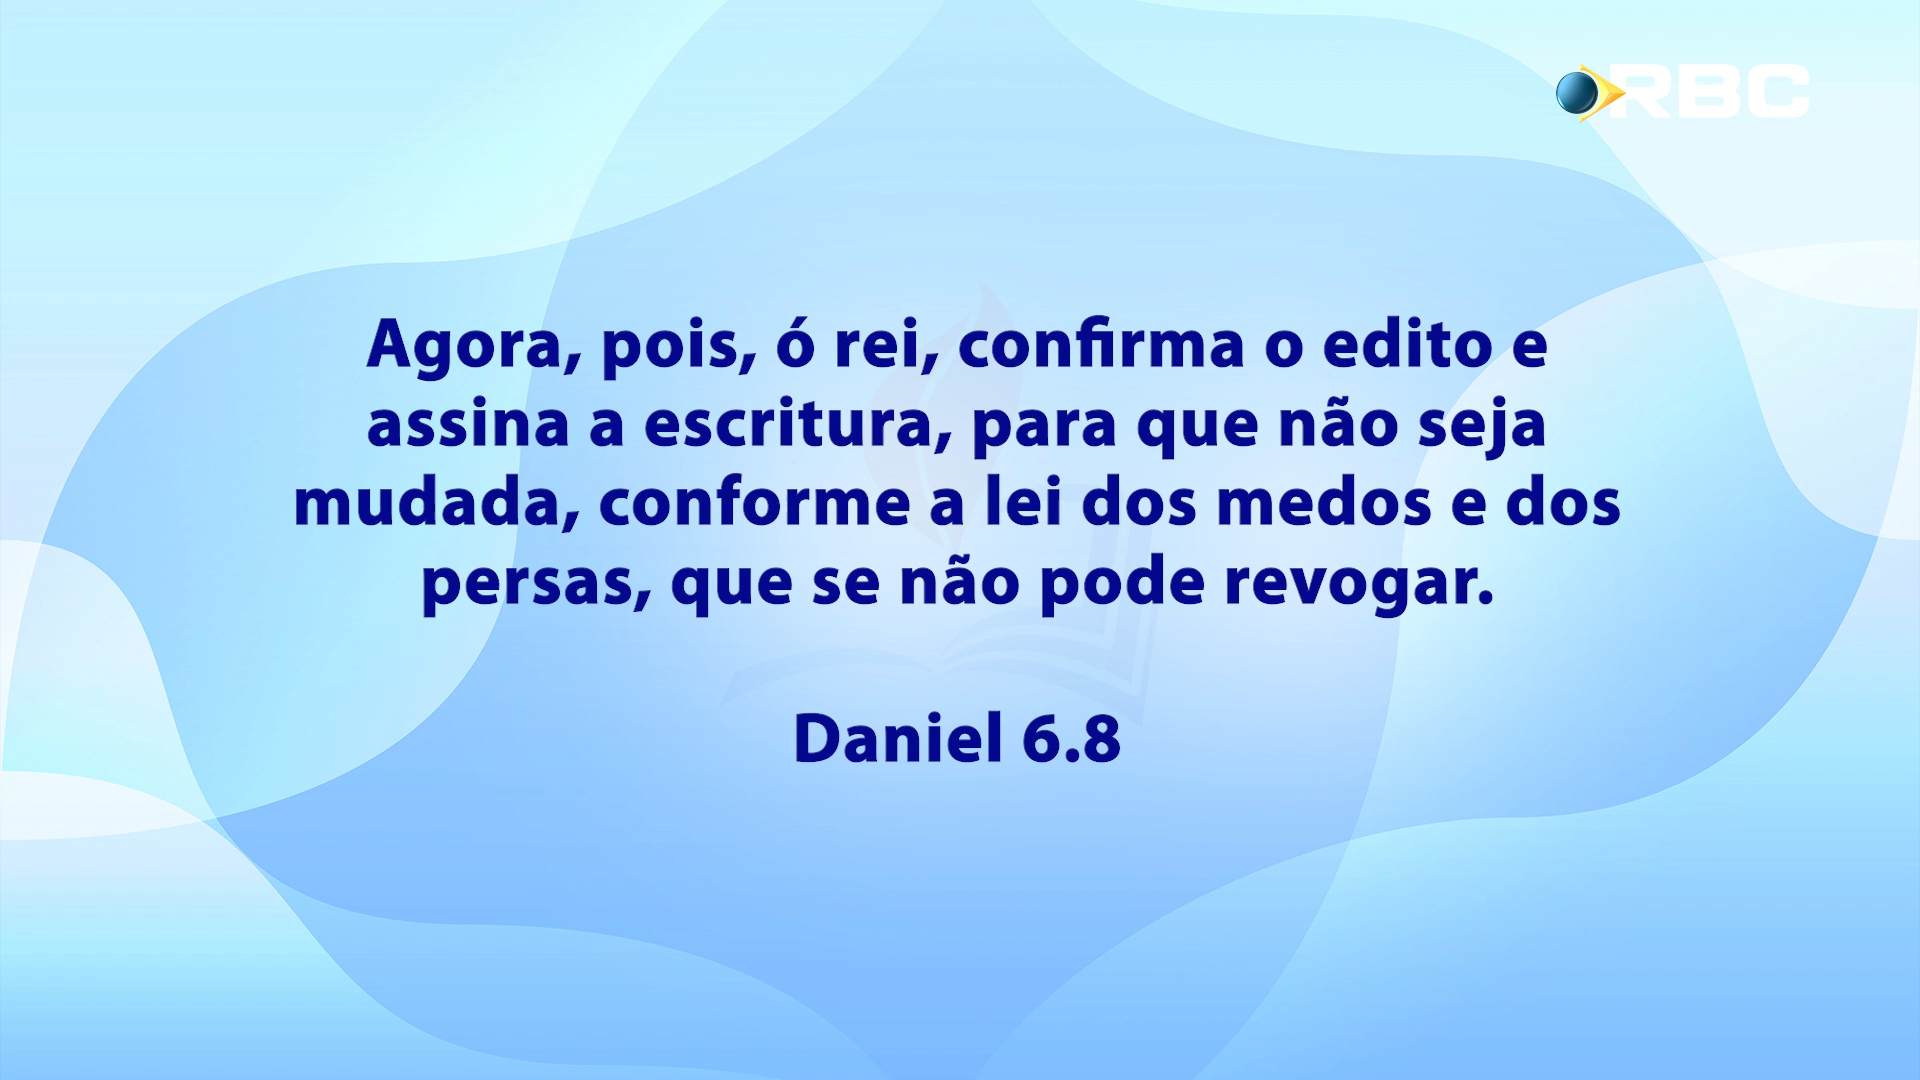 RBC
Agora, pois, ó rei, confirma o edito e
assina a escritura, para que não seja
mudada, conforme a lei dos medos e dos
persas, que se não pode revogar.
Daniel 6.8